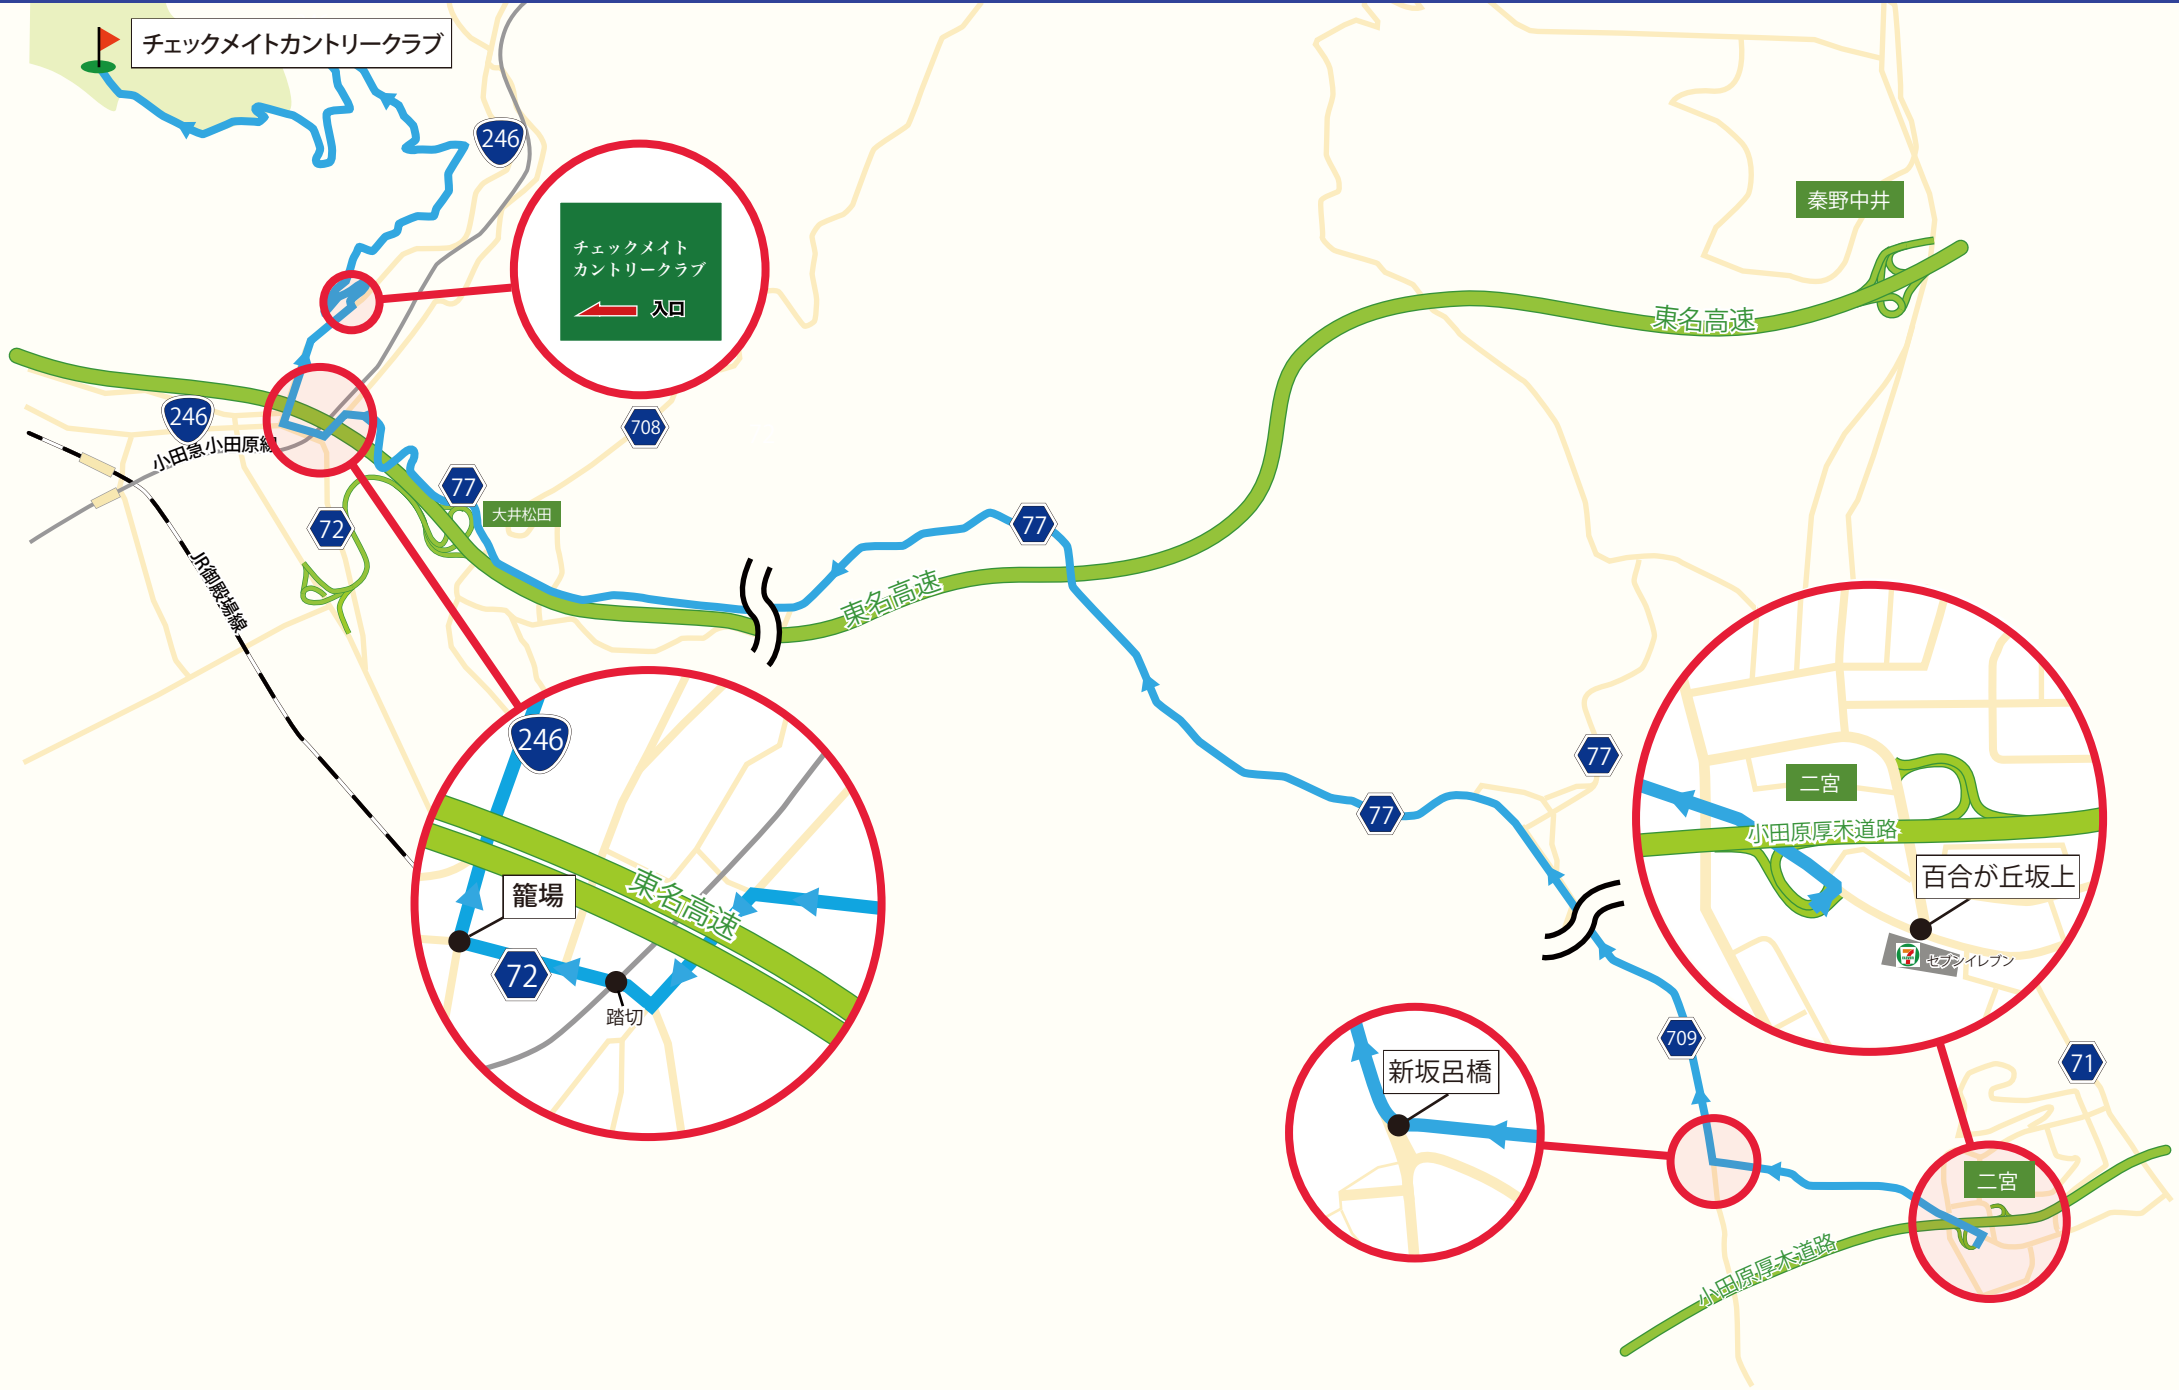 チェックメイトカントリークラブ
246
秦野中井
チェックメイト
カントリークラブ
入口
東名高速
246
708
小田急小田原線
77
大井松田
77
72
東名高速
JR御殿場線
246
77
二宮
77
小田原厚木道路
百合が丘坂上
東名高速
籠場
セブンイレブン
72
踏切
709
71
新坂呂橋
二宮
小田原厚木道路